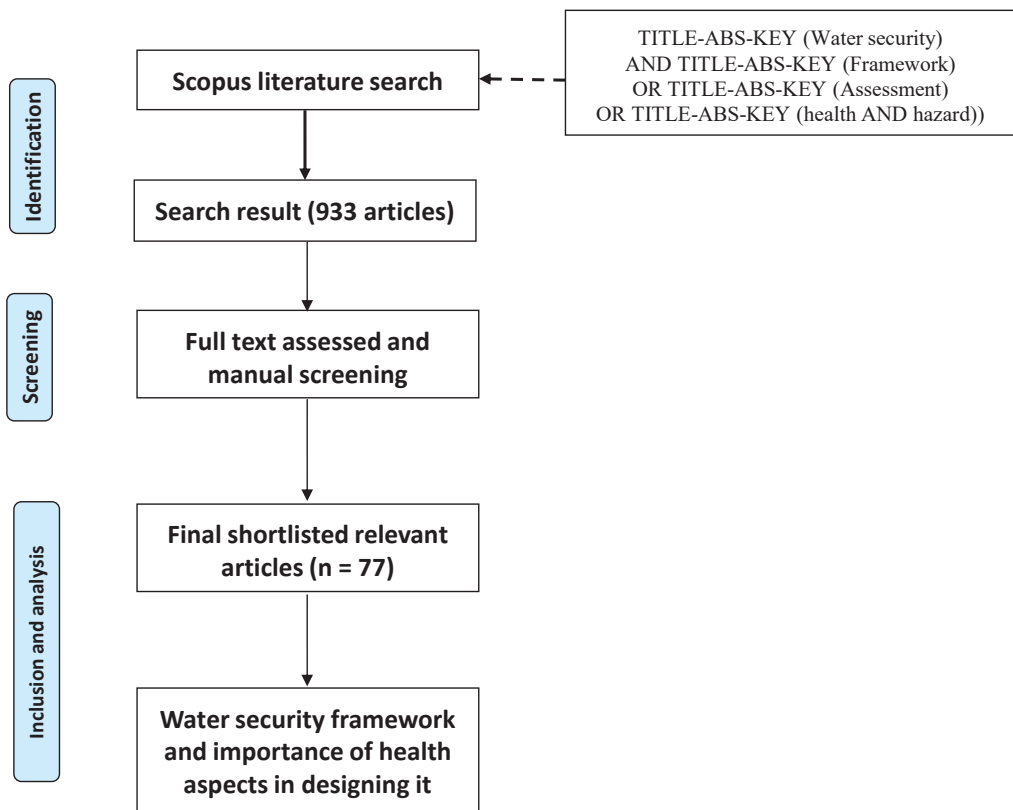 Identification
Scopus literature search
TITLE-ABS-KEY (Water security)
AND TITLE-ABS-KEY (Framework)
OR TITLE-ABS-KEY (Assessment)
OR TITLE-ABS-KEY (health AND hazard))
Search result (933 articles)
Screening
Full text assessed and
manual screening
Inclusion and analysis
Final shortlisted relevant
articles (n = 77)
Water security framework
and importance of health
aspects in designing it